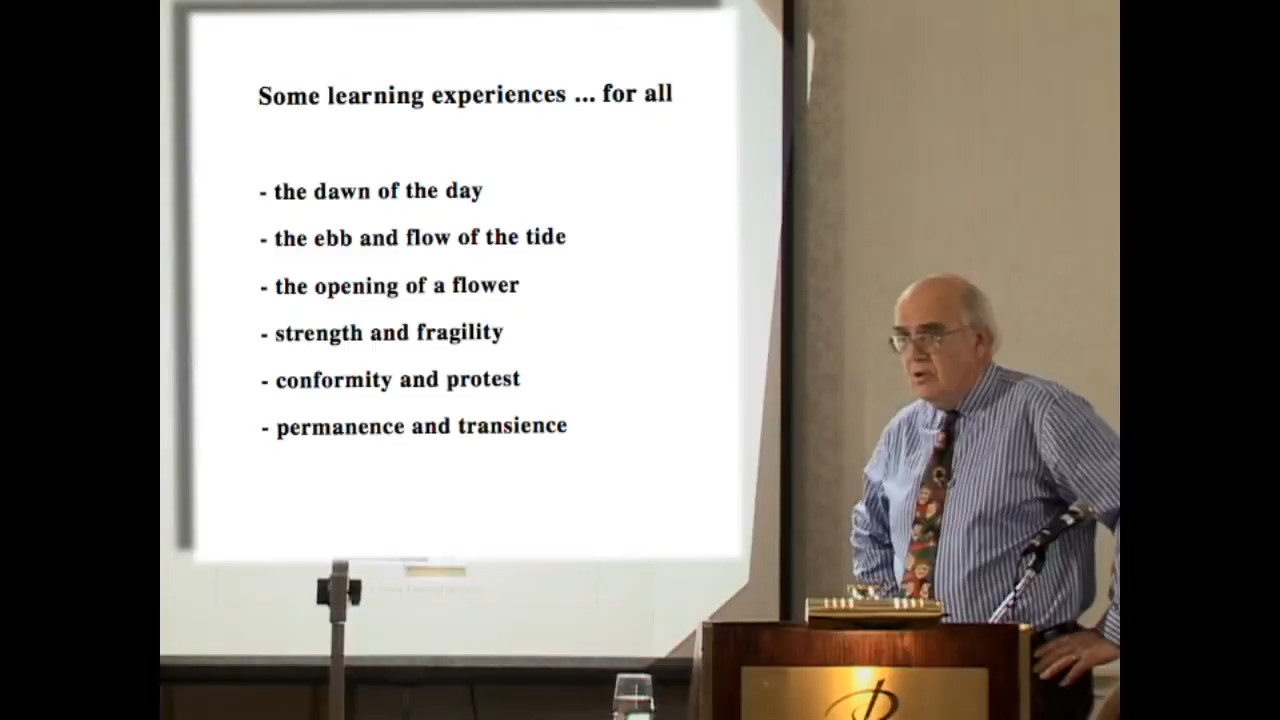 Some learning experiences ... for all
- the dawn of the day
- the ebb and flow of the tide
- the opening of a flower
- strength and fragility
- conformity and protest
- permanence and transience